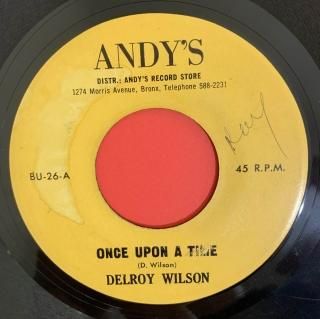 ANDY'S
DISTR.: ANDY'S RECORD STORE
1274 Morris Avenue, Bronx, Telephone 588-2231
BU-26-A
45 R.P.M.
ONCE UPON A TIME
(D. Wilson)
DELROY WILSON